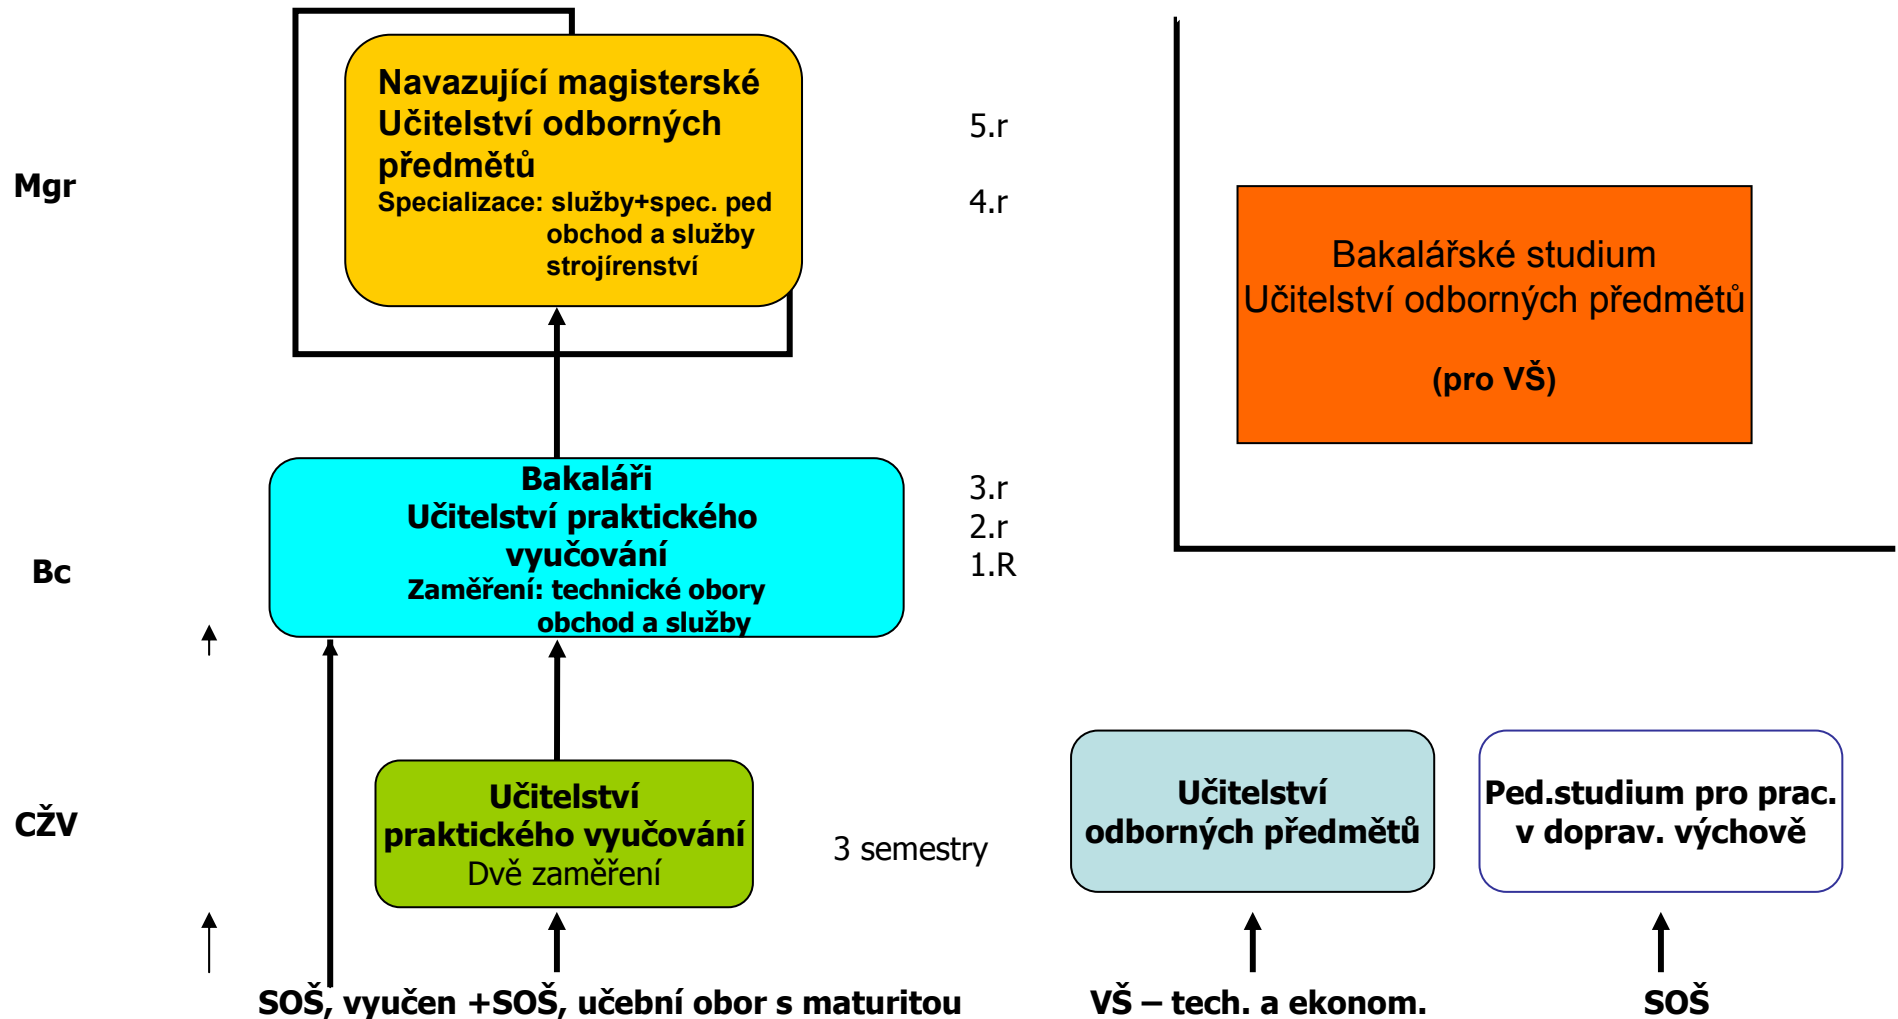 Navazující magisterské
Učitelství odborných
předmětů
Specializace: služby+spec. ped
obchod a služby
strojírenství
Mgr
5.r
4.r
Bakalářské studium
Učitelství odborných předmětů
(pro VŠ)
Bakaláři
Učitelství praktického
vyučování
Zaměření: technické obory
obchod a služby
Bc
3.r
2.r
1.R
CŽV
Učitelství
praktického vyučování
Dvě zaměření
3 semestry
Učitelství
odborných předmětů
Ped.studium pro prac.
v doprav. výchově
SOŠ, vyučen +SOŠ, učební obor s maturitou
VŠ – tech. a ekonom.
SOŠ